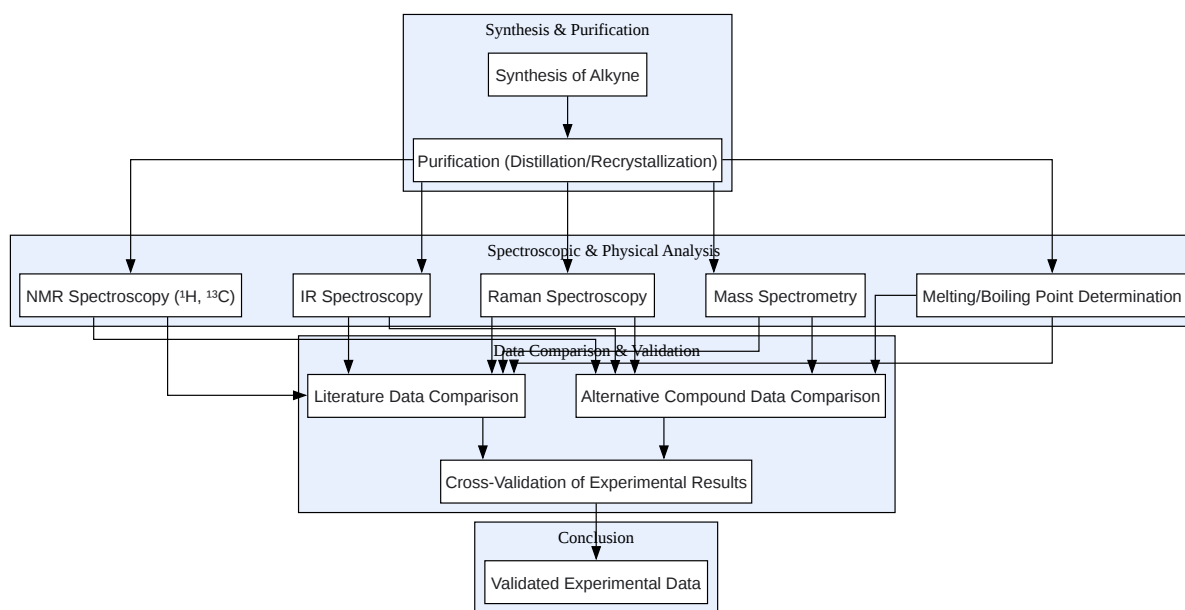 Synthesis & Purification
Synthesis of Alkyne
Purification (Distillation/Recrystallization)
Spectroscopic & Physical Analysis
NMR Spectroscopy (¹H, ¹³C)
IR Spectroscopy
Raman Spectroscopy
Mass Spectrometry
Melting/Boiling Point Determination
Data Comparison & Validation
Literature Data Comparison
Alternative Compound Data Comparison
Cross-Validation of Experimental Results
Conclusion
Validated Experimental Data